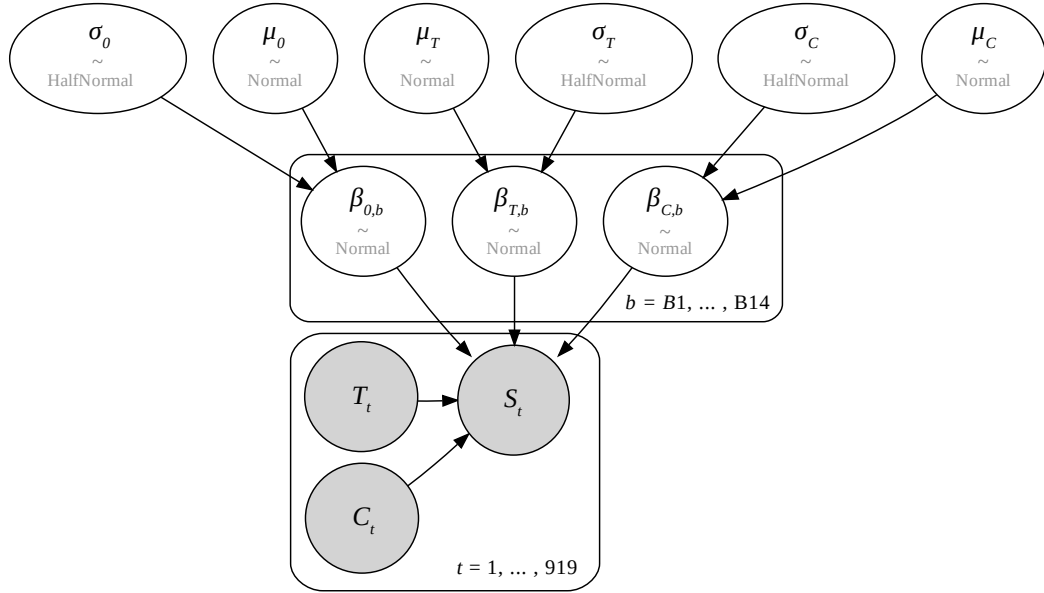 σ0 μ0 μT σT σC μC
~ ~ ~ ~ ~ ~
HalfNormal Normal Normal HalfNormal HalfNormal Normal
β0,b βT,b βC,b
~ ~ ~
Normal Normal Normal
b = B1, ... , B14
Tt St
Ct
t = 1, ... , 919